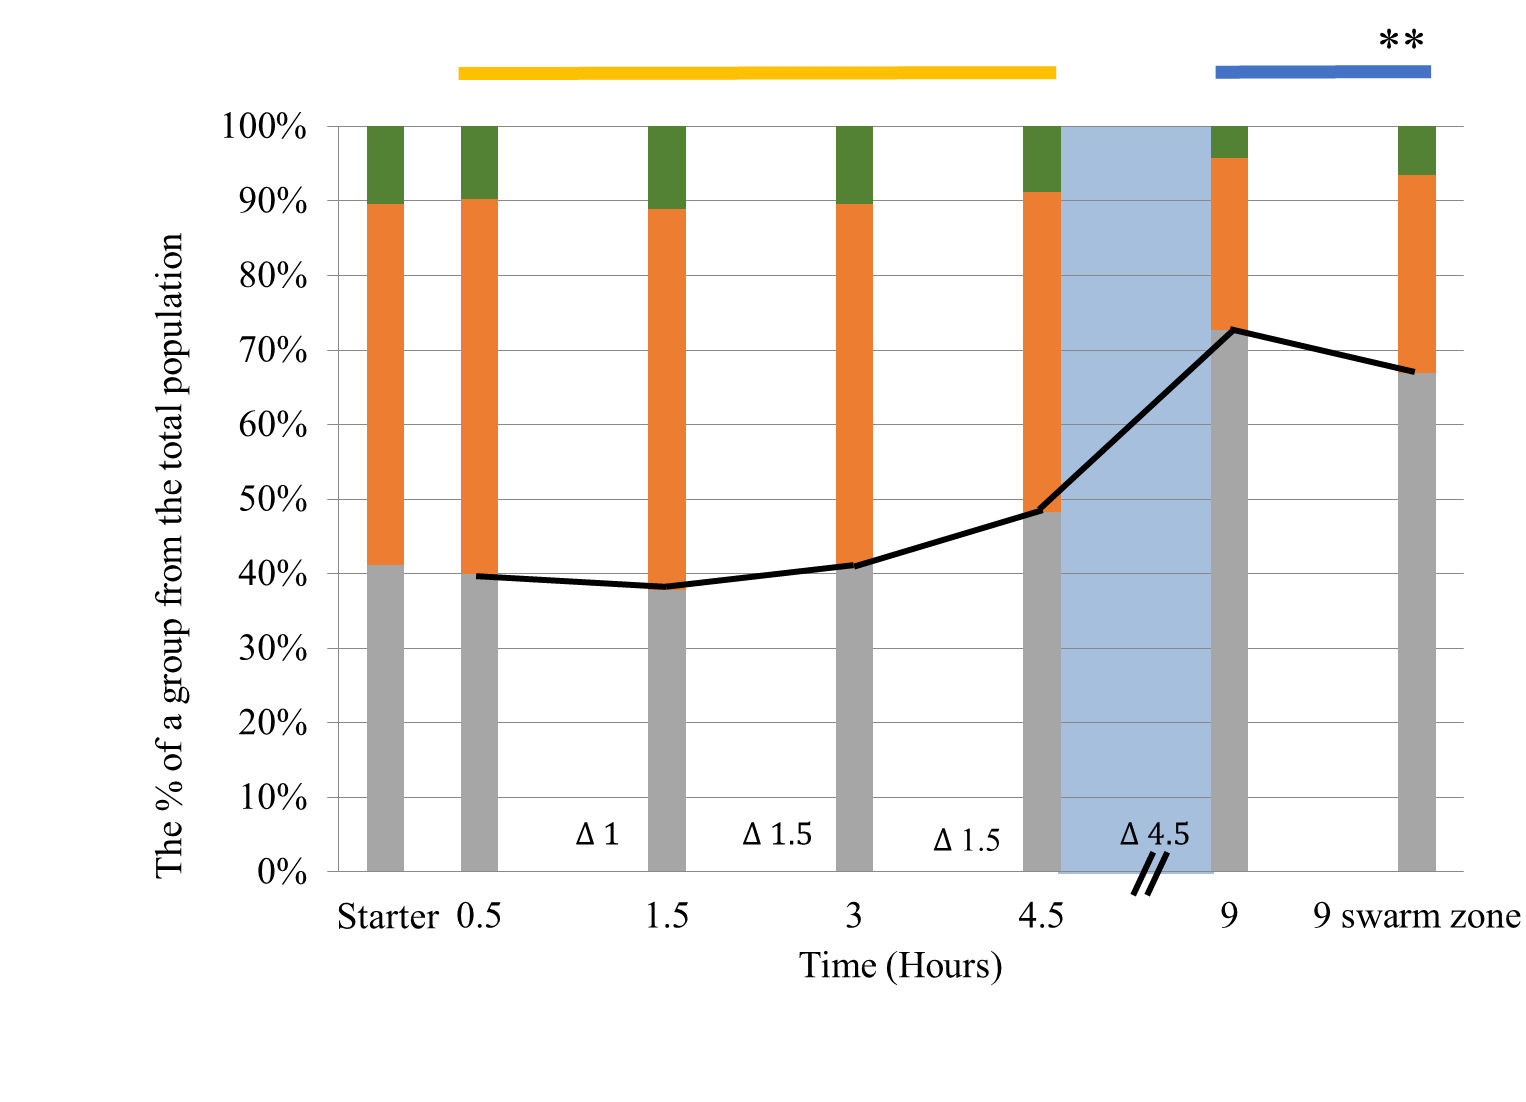 **
100%
90%
80%
70%
60%
50%
40%
30%
20%
10%
0%
The % of a group from the total population
Δ 1
Δ 1.5
Δ 1.5
Δ 4.5
Starter 0.5 1.5 3 4.5 9 9 swarm zone
Time (Hours)